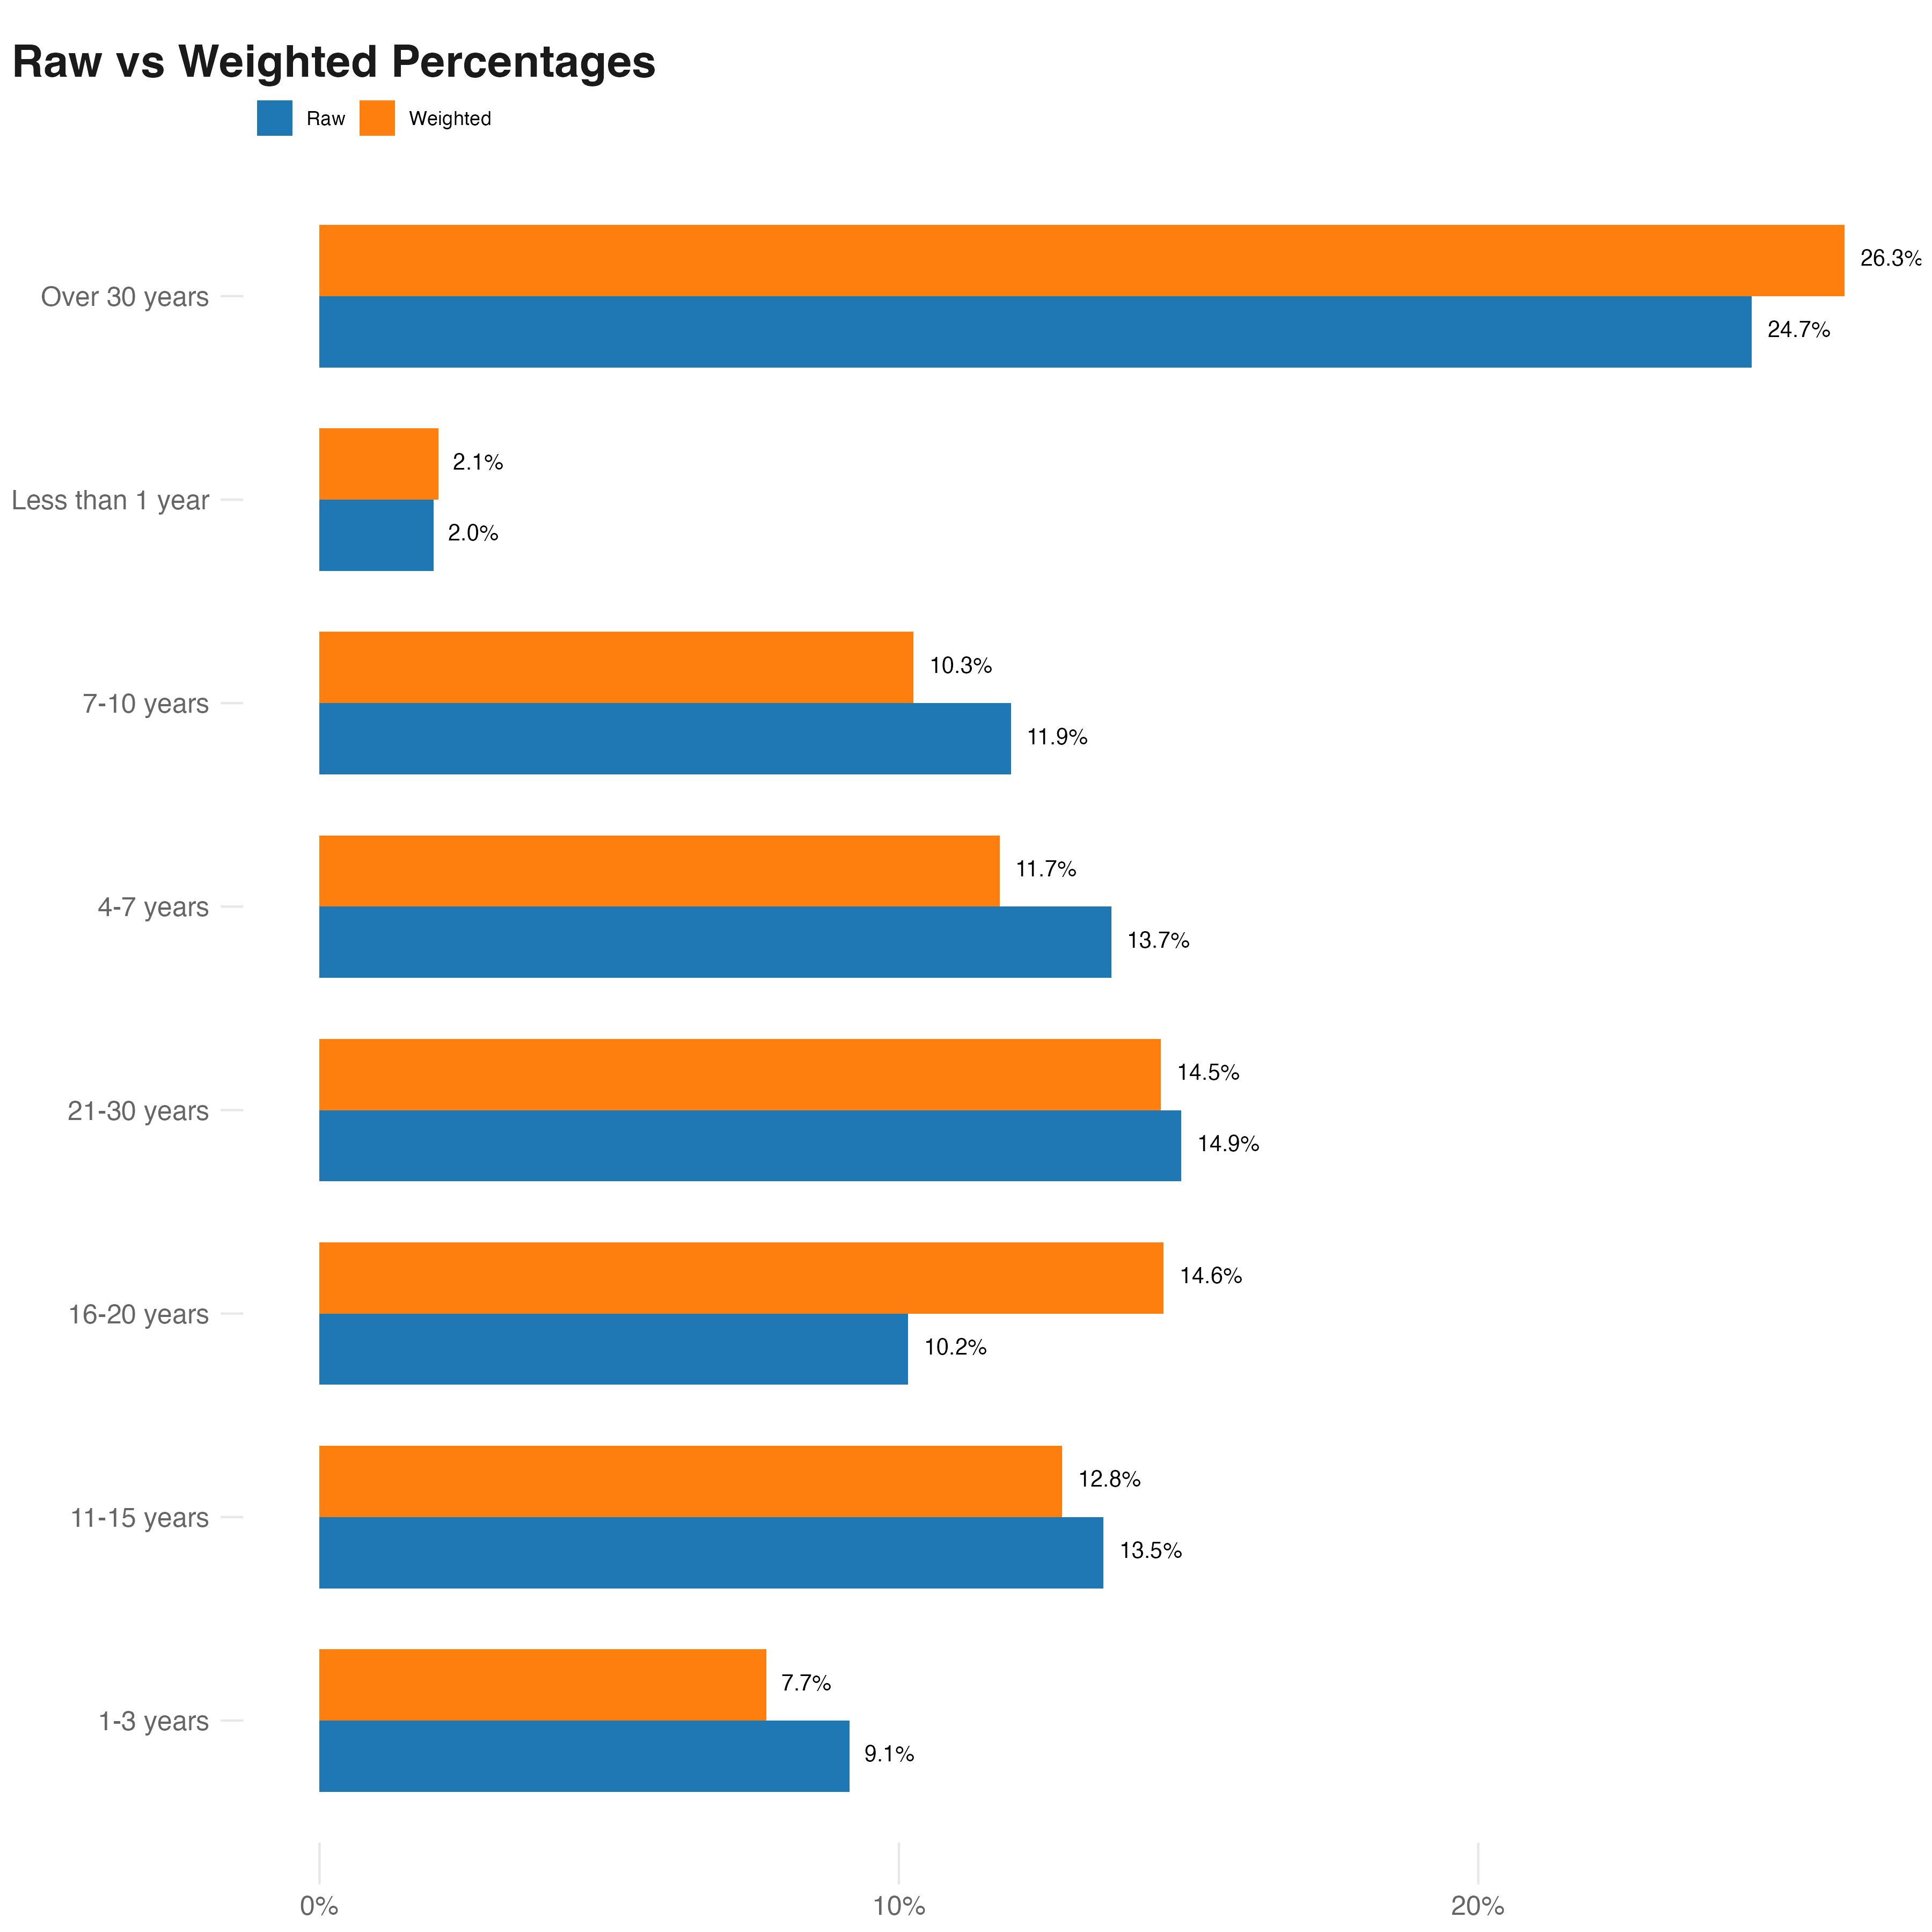 Raw vs Weighted Percentages
Raw Weighted
Over 30 years
26.3%
24.7%
Less than 1 year
2.1%
2.0%
7-10 years
10.3%
11.9%
4-7 years
11.7%
13.7%
21-30 years
14.5%
14.9%
16-20 years
14.6%
10.2%
11-15 years
12.8%
13.5%
1-3 years
7.7%
9.1%
0% 10% 20%